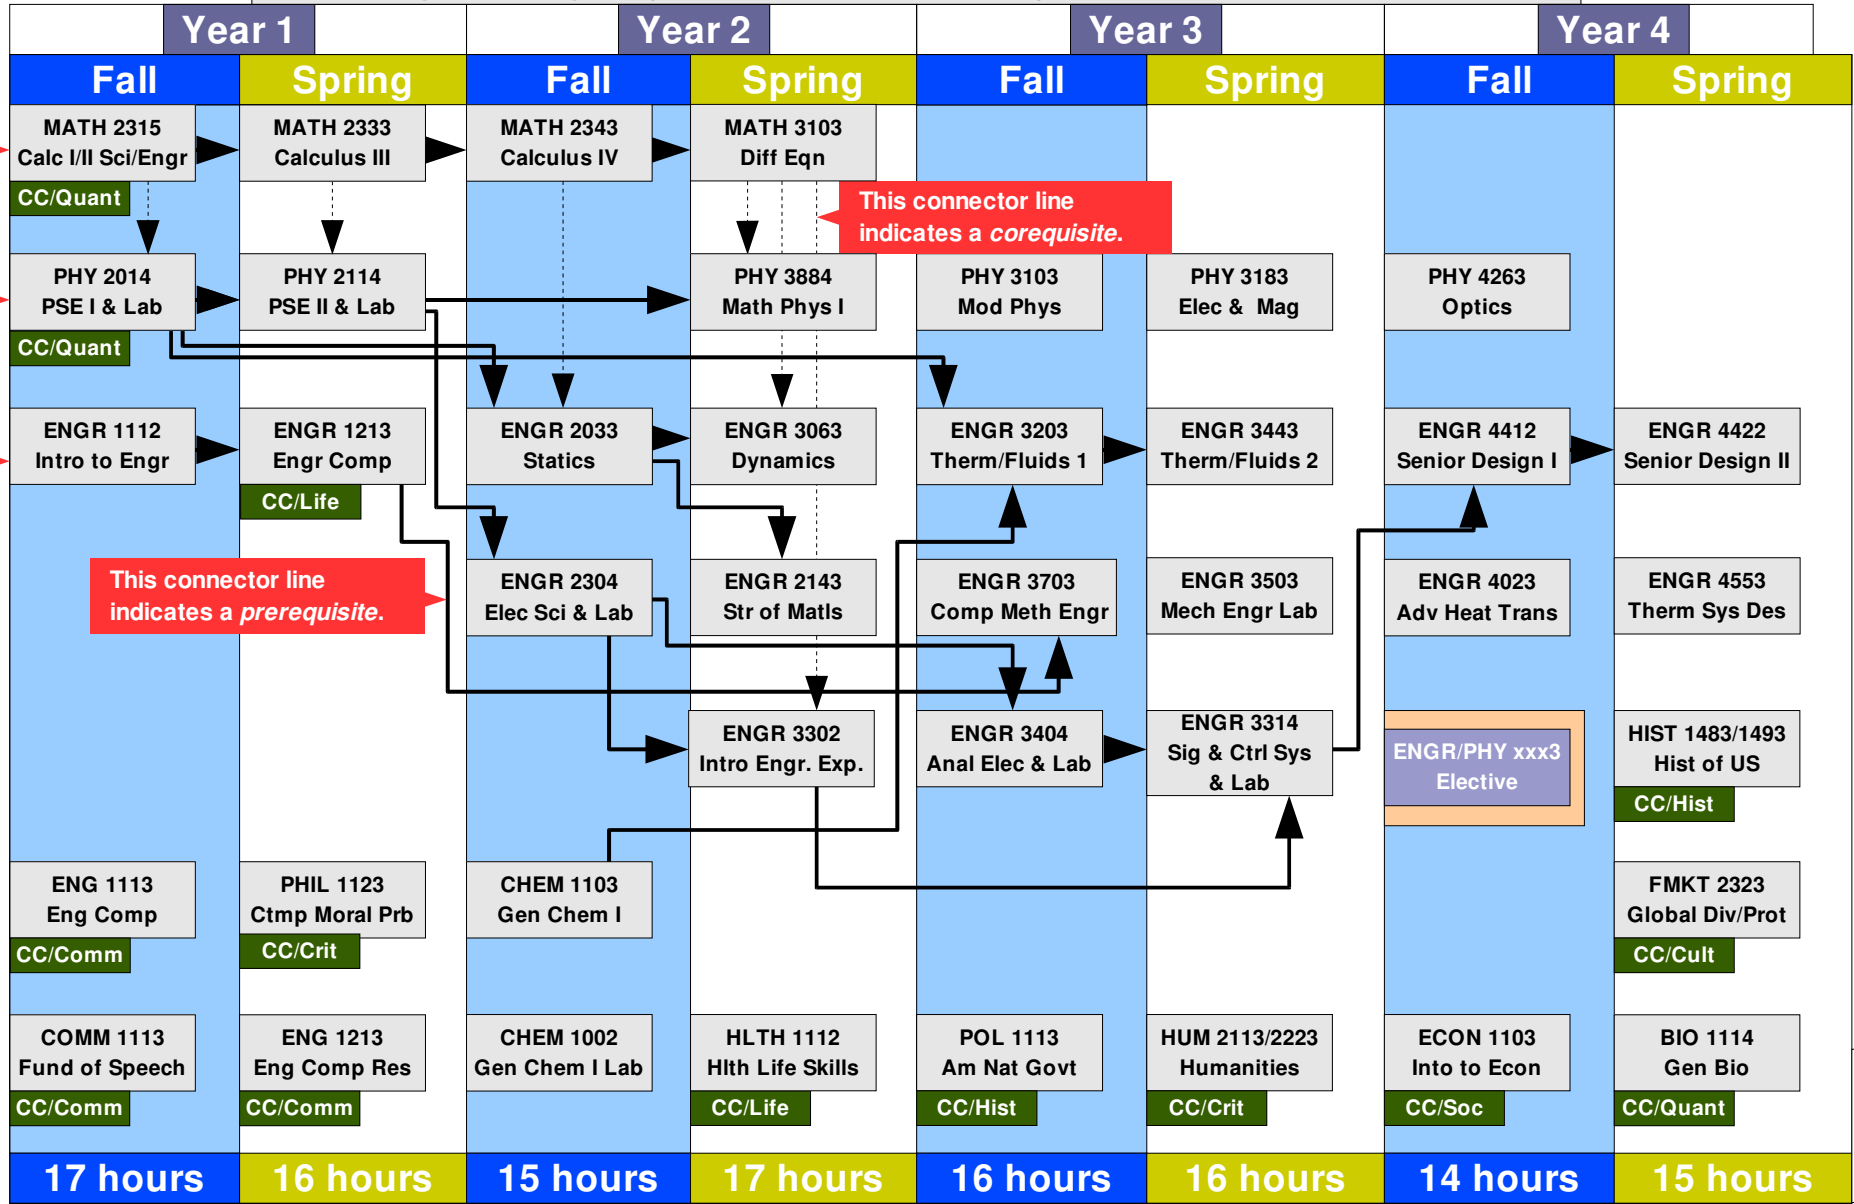 Year 1
Year 2
Year 3
Year 4
Fall
Spring
Fall
Spring
Fall
Spring
Fall
Spring
MATH 2315
Calc I/II Sci/Engr
CC/Quant
MATH 2333
Calculus III
MATH 2343
Calculus IV
MATH 3103
Diff Eqn
This connector line
indicates a corequisite.
PHY 2014
PSE I & Lab
CC/Quant
PHY 2114
PSE II & Lab
PHY 3884
Math Phys I
PHY 3103
Mod Phys
PHY 3183
Elec & Mag
PHY 4263
Optics
ENGR 1112
Intro to Engr
ENGR 1213
Engr Comp
CC/Life
ENGR 2033
Statics
ENGR 3063
Dynamics
ENGR 3203
Therm/Fluids 1
ENGR 3443
Therm/Fluids 2
ENGR 4412
Senior Design I
ENGR 4422
Senior Design II
This connector line
indicates a prerequisite.
ENGR 2304
Elec Sci & Lab
ENGR 2143
Str of Matls
ENGR 3703
Comp Meth Engr
ENGR 3503
Mech Engr Lab
ENGR 4023
Adv Heat Trans
ENGR 4553
Therm Sys Des
ENGR 3302
Intro Engr. Exp.
ENGR 3404
Anal Elec & Lab
ENGR 3314
Sig & Ctrl Sys
& Lab
ENGR/PHY xxx3
Elective
HIST 1483/1493
Hist of US
CC/Hist
ENG 1113
Eng Comp
CC/Comm
PHIL 1123
Ctmp Moral Prb
CC/Crit
CHEM 1103
Gen Chem I
FMKT 2323
Global Div/Prot
CC/Cult
COMM 1113
Fund of Speech
CC/Comm
ENG 1213
Eng Comp Res
CC/Comm
CHEM 1002
Gen Chem I Lab
HLTH 1112
Hlth Life Skills
CC/Life
POL 1113
Am Nat Govt
CC/Hist
HUM 2113/2223
Humanities
CC/Crit
ECON 1103
Into to Econ
CC/Soc
BIO 1114
Gen Bio
CC/Quant
17 hours
16 hours
15 hours
17 hours
16 hours
16 hours
14 hours
15 hours